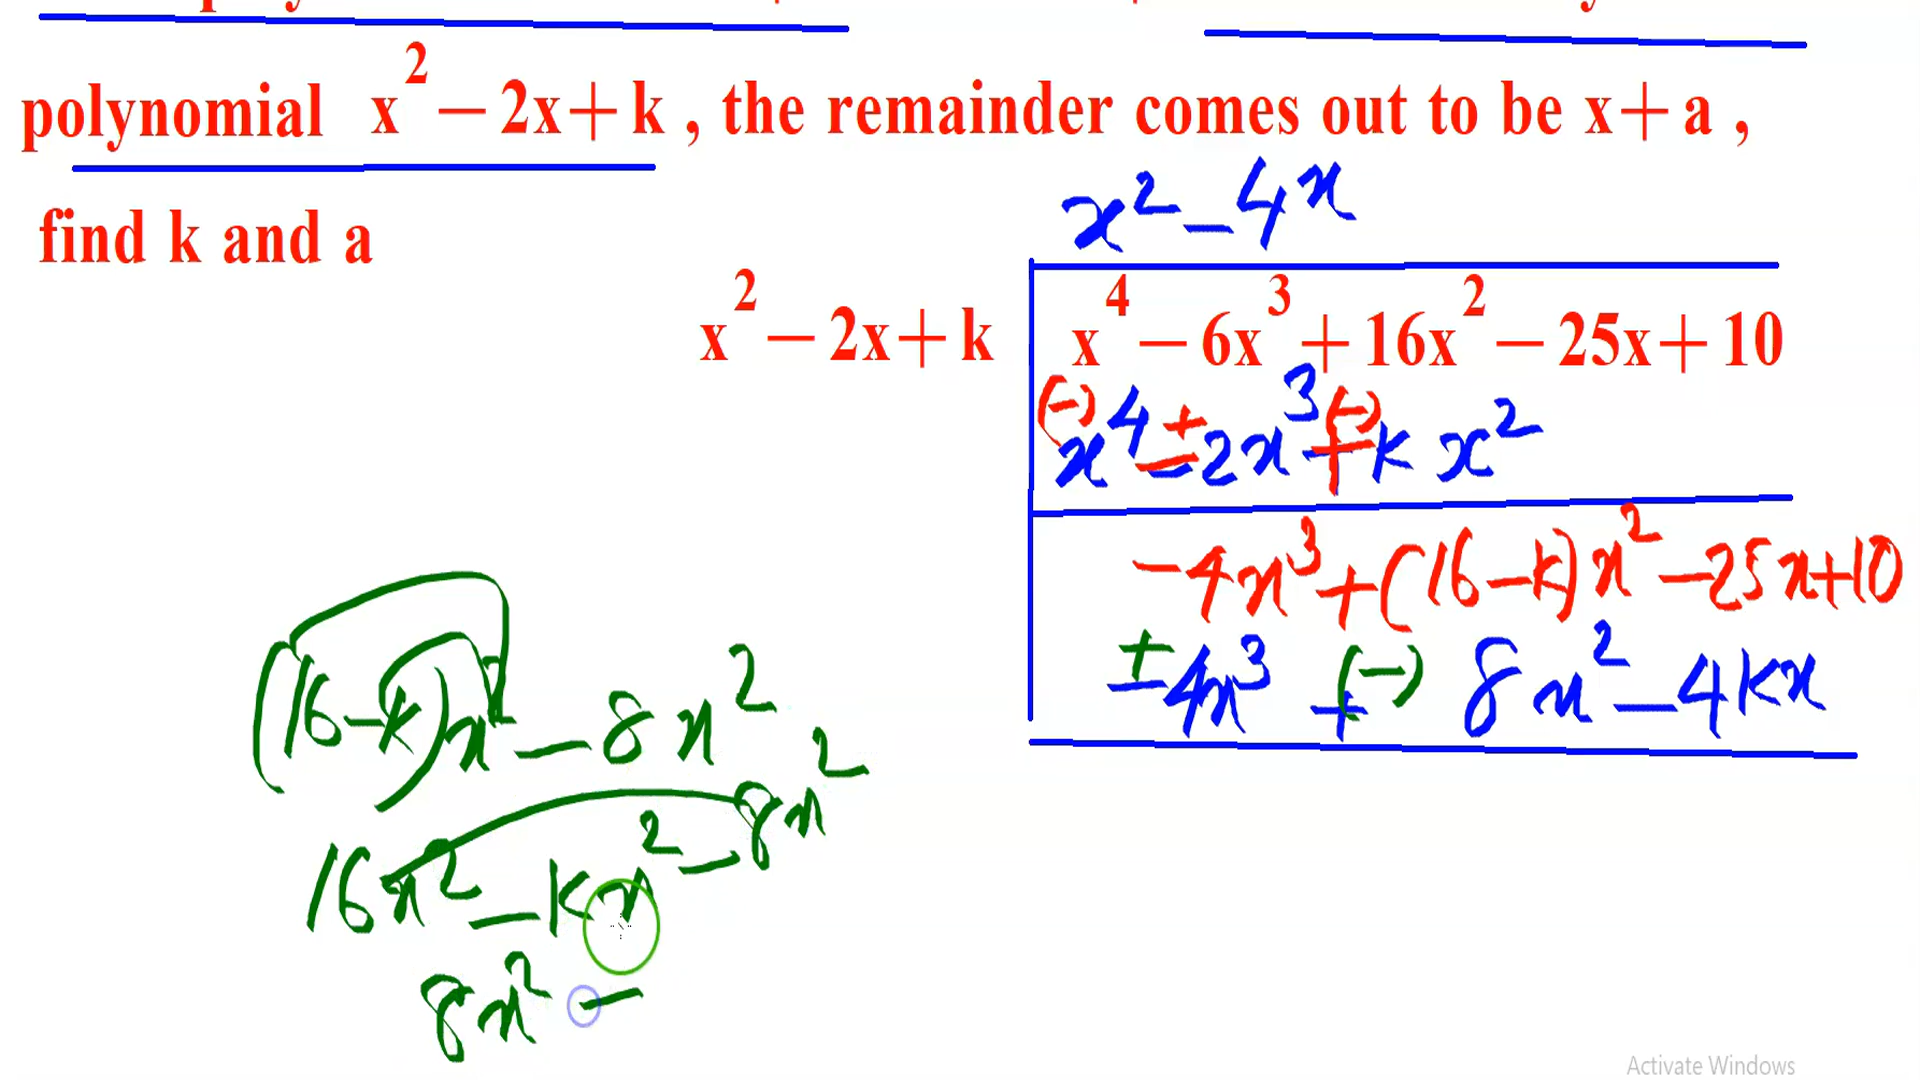 polynomial x² − 2x + k , the remainder comes out to be x + a ,
find k and a
x² − 4x
x² − 2x + k
x⁴ − 6x³ + 16x² − 25x + 10
(−) ± (−)
x⁴ − 2x³ + k x²
−4x³ + (16 − k)x² − 25x + 10
+ (−)
− 4x³ + 8x² − 4kx
(16 − k)x² − 8x²
16x² − kx² − 8x²
8x² −
Activate Windows